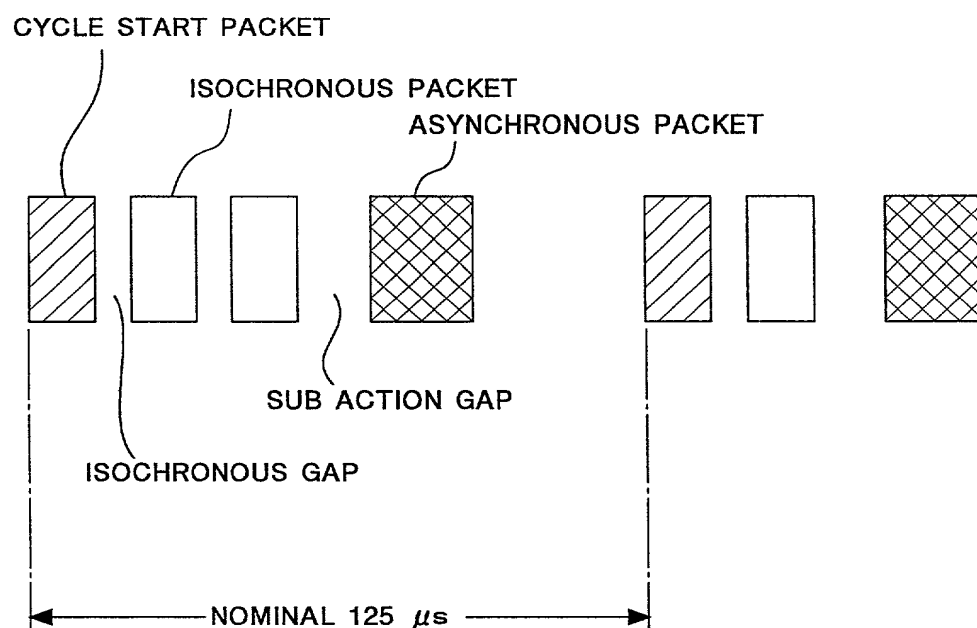 CYCLE START PACKET
ISOCHRONOUS PACKET
ASYNCHRONOUS PACKET
SUB ACTION GAP
ISOCHRONOUS GAP
NOMINAL 125 μs